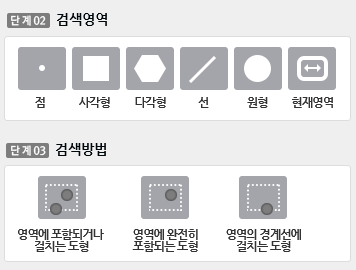 단계02 검색영역
점 사각형 다각형 선 원형 현재영역
단계03 검색방법
영역에 포함되거나 영역에 완전히 영역의 경계선에
걸치는 도형 포함되는 도형 걸치는 도형